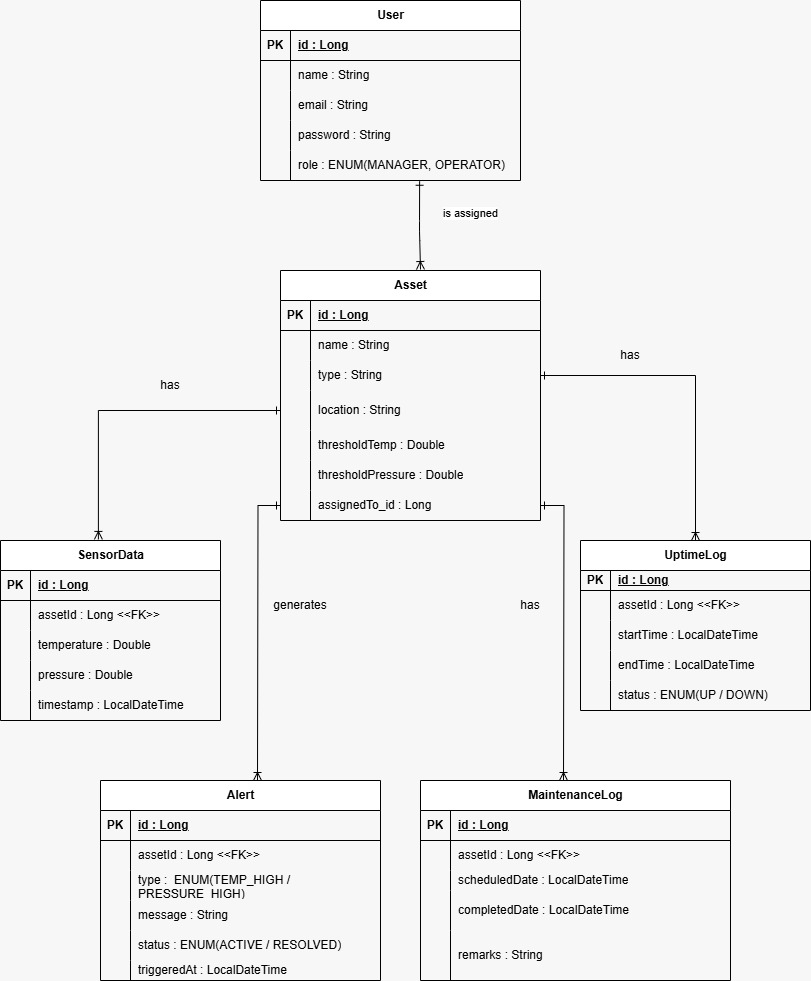 User
PK id : Long
name : String
email : String
password : String
role : ENUM(MANAGER, OPERATOR)
is assigned
Asset
PK id : Long
name : String
type : String
location : String
thresholdTemp : Double
thresholdPressure : Double
assignedTo_id : Long
has
has
SensorData
PK id : Long
assetId : Long <<FK>>
temperature : Double
pressure : Double
timestamp : LocalDateTime
generates
has
UptimeLog
PK id : Long
assetId : Long <<FK>>
startTime : LocalDateTime
endTime : LocalDateTime
status : ENUM(UP / DOWN)
Alert
PK id : Long
assetId : Long <<FK>>
type : ENUM(TEMP_HIGH /
PRESSURE_HIGH)
message : String
status : ENUM(ACTIVE / RESOLVED)
triggeredAt : LocalDateTime
MaintenanceLog
PK id : Long
assetId : Long <<FK>>
scheduledDate : LocalDateTime
completedDate : LocalDateTime
remarks : String